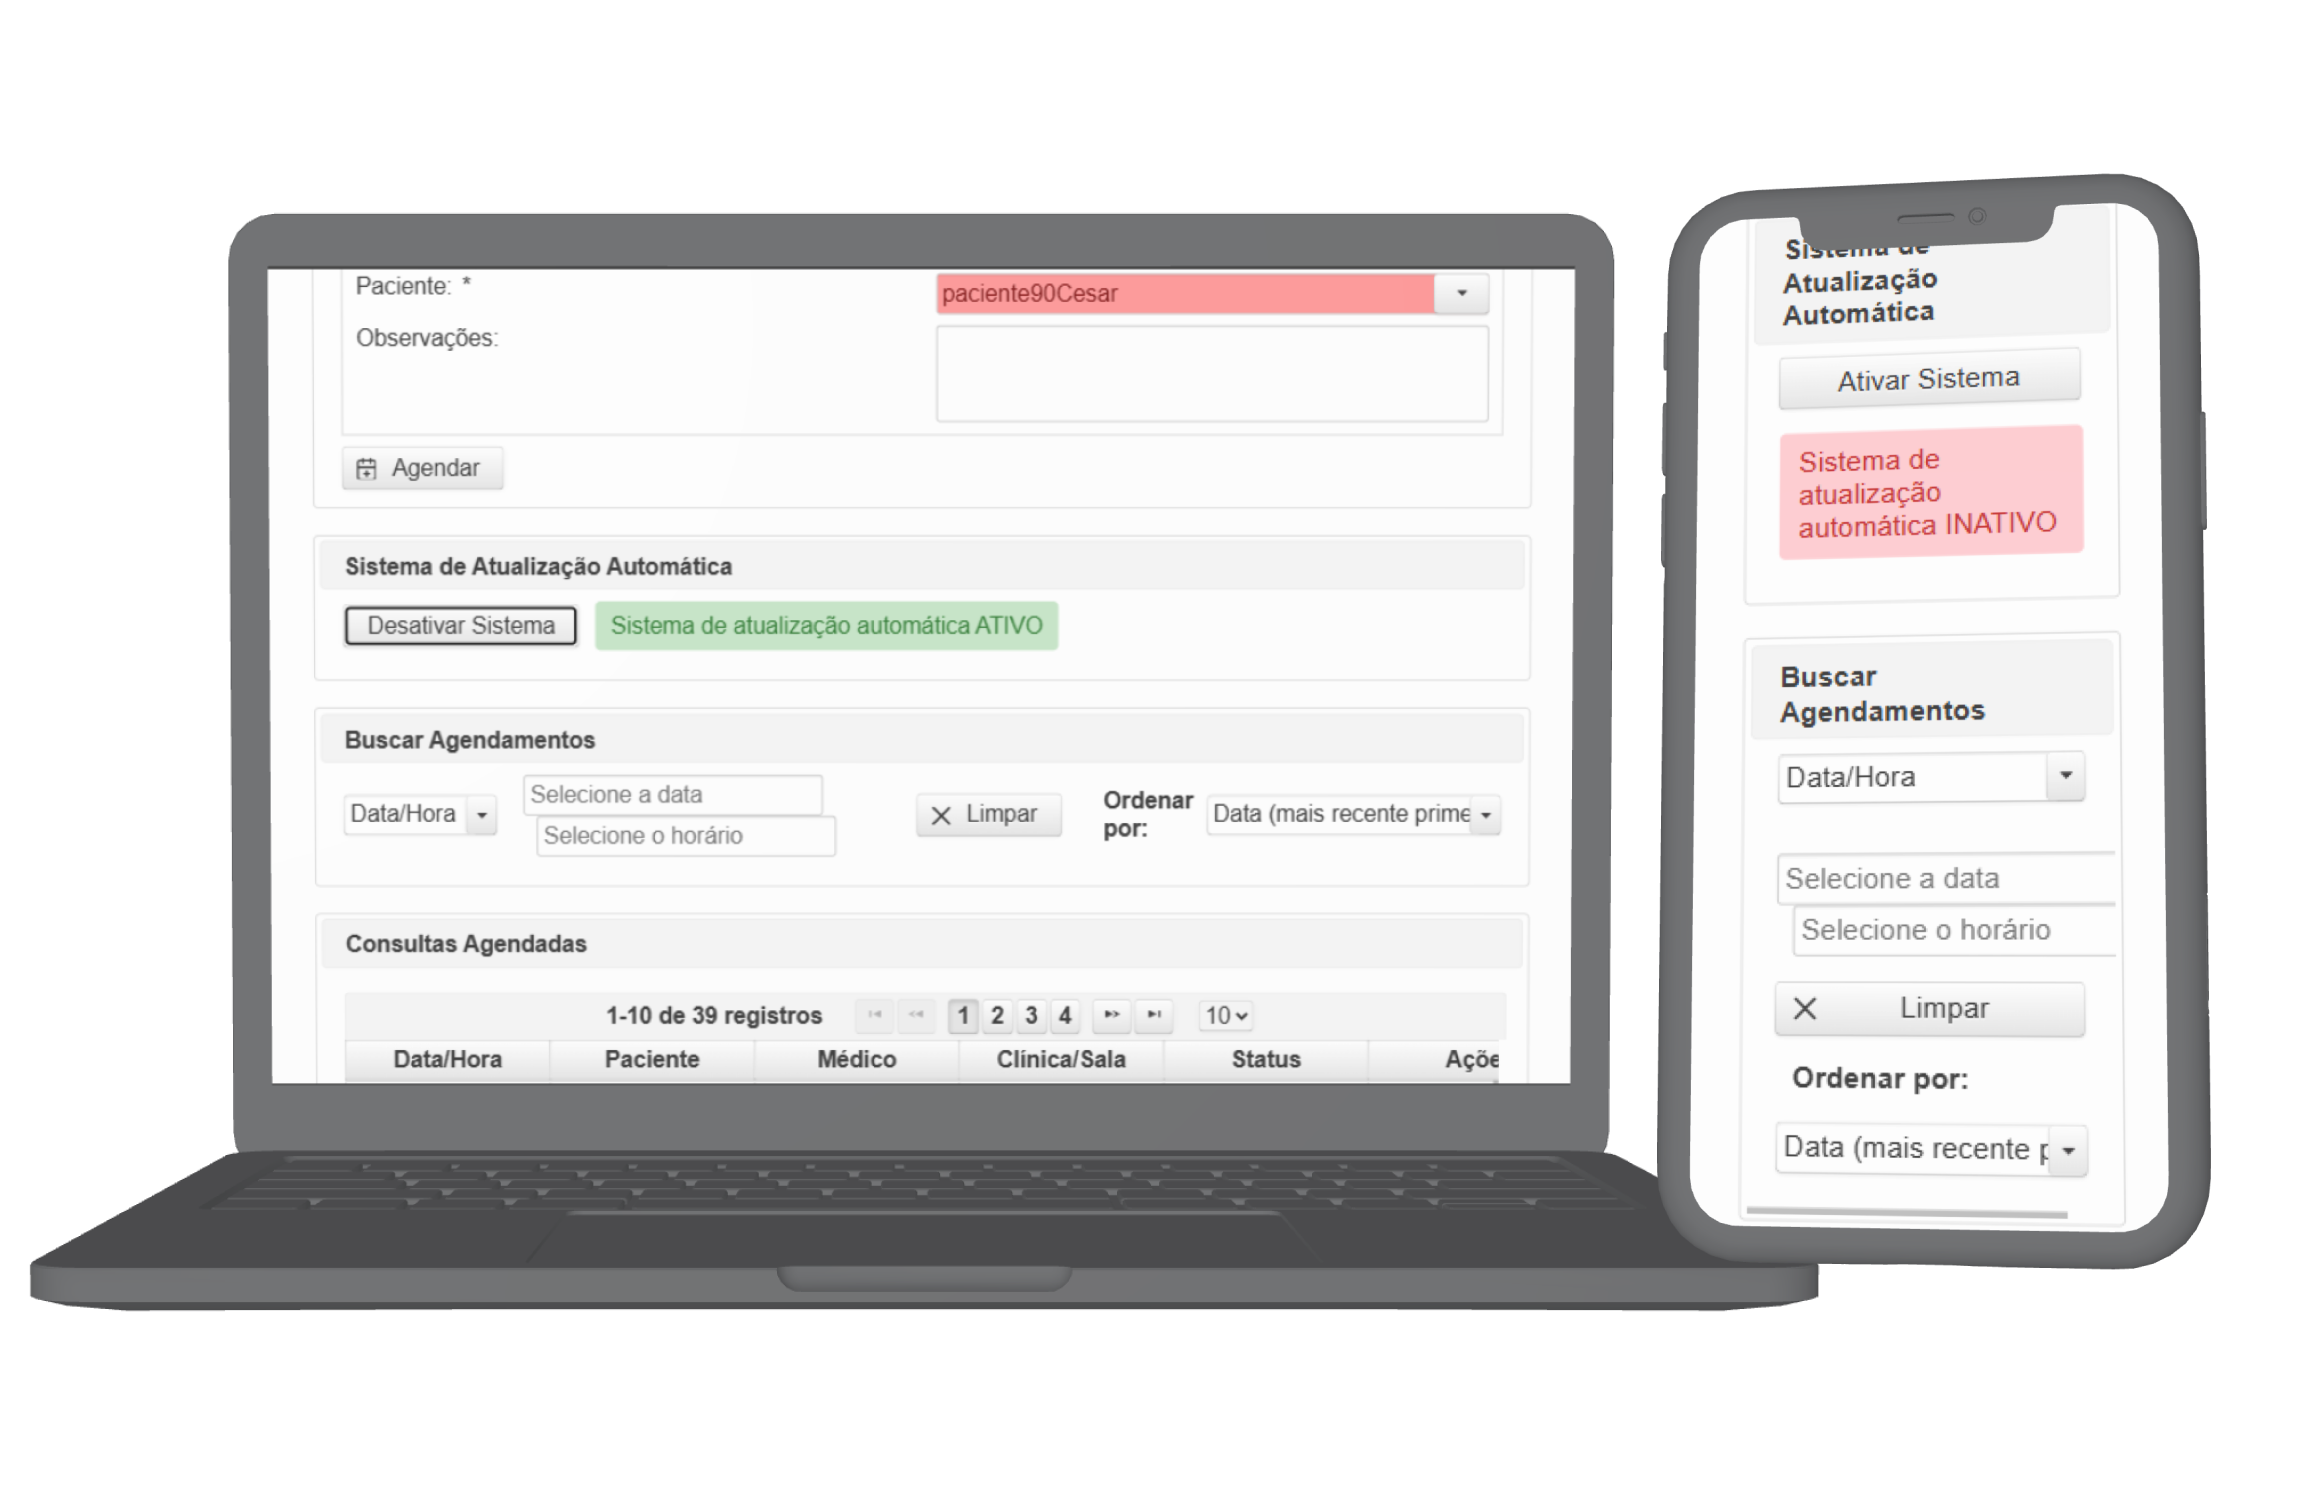 Paciente: *
paciente90Cesar
Observações:
Agendar
Sistema de Atualização Automática
Desativar Sistema
Sistema de atualização automática ATIVO
Buscar Agendamentos
Data/Hora
Selecione a data
Selecione o horário
Limpar
Ordenar
por:
Data (mais recente prime
Consultas Agendadas
1-10 de 39 registros
1 2 3 4
10
Data/Hora Paciente Médico Clínica/Sala Status Açõe
Sistema de
Atualização
Automática
Ativar Sistema
Sistema de
atualização
automática INATIVO
Buscar
Agendamentos
Data/Hora
Selecione a data
Selecione o horário
Limpar
Ordenar por:
Data (mais recente p